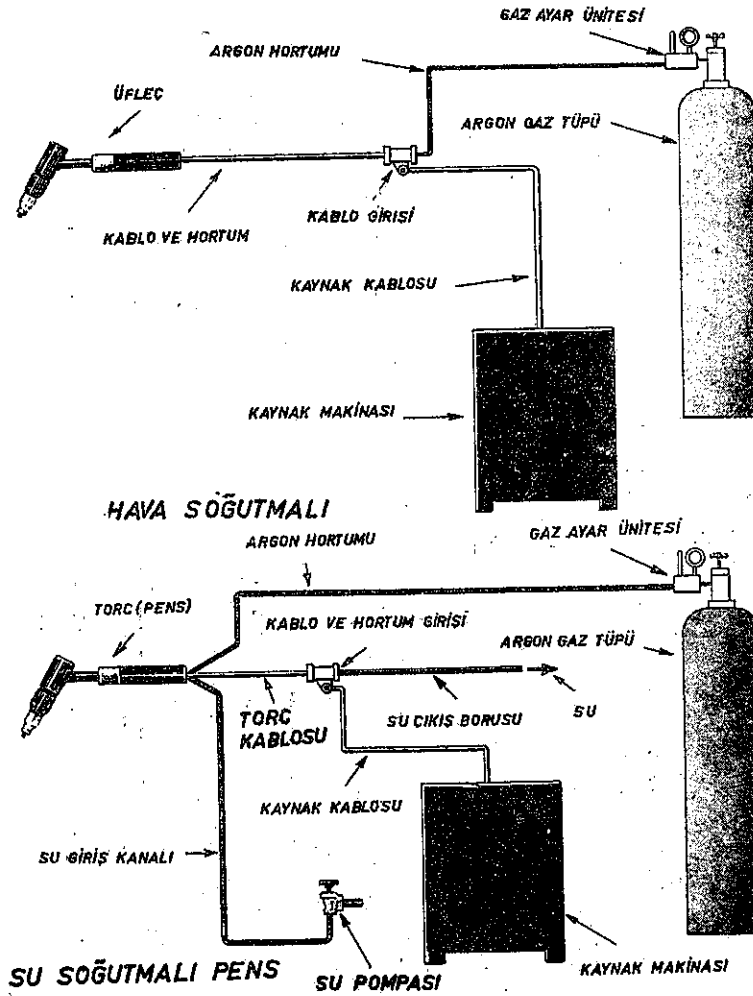 GAZ AYAR ÜNİTESİ
ARGON HORTUMU
ÜFLEÇ
ARGON GAZ TÜPÜ
KABLO GİRİŞİ
KABLO VE HORTUM
KAYNAK KABLOSU
KAYNAK MAKİNASI
HAVA SOĞUTMALI
ARGON HORTUMU
GAZ AYAR ÜNİTESİ
TORC (PENS)
KABLO VE HORTUM GİRİŞİ
ARGON GAZ TÜPÜ
TORC
KABLOSU
SU ÇIKIŞ BORUSU
SU
KAYNAK KABLOSU
SU GİRİŞ KANALI
KAYNAK MAKİNASI
SU SOĞUTMALI PENS
SU POMPASI